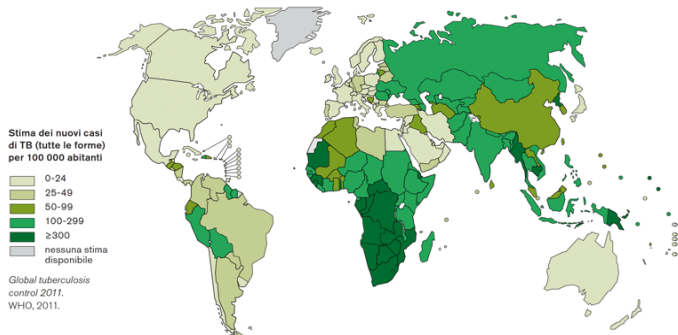 Stima dei nuovi casi
di TB (tutte le forme)
per 100 000 abitanti
0-24
25-49
50-99
100-299
≥300
nessuna stima
disponibile
Global tuberculosis
control 2011.
WHO, 2011.